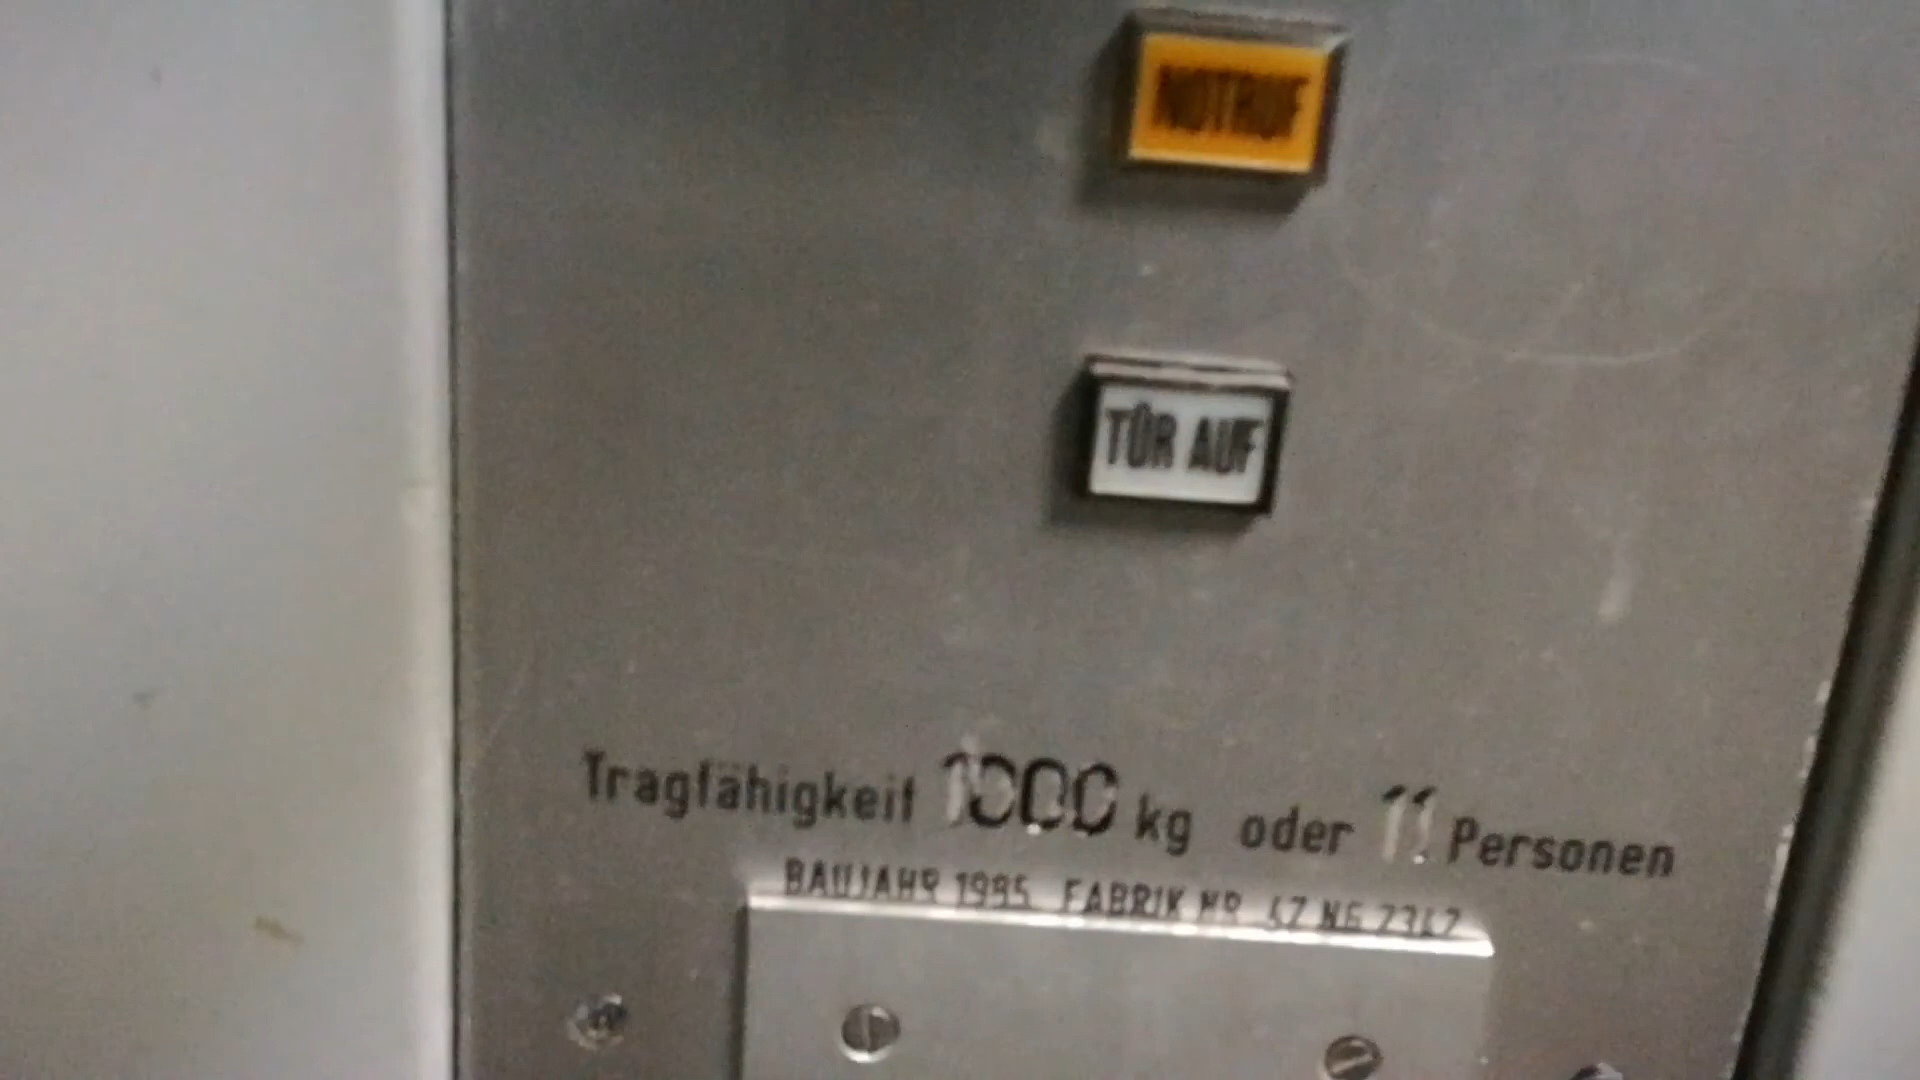 NOTRUF
TÜR AUF
Tragfähigkeit 1000 kg oder 11 Personen
BAUJAHR 1995 FABRIK NR.